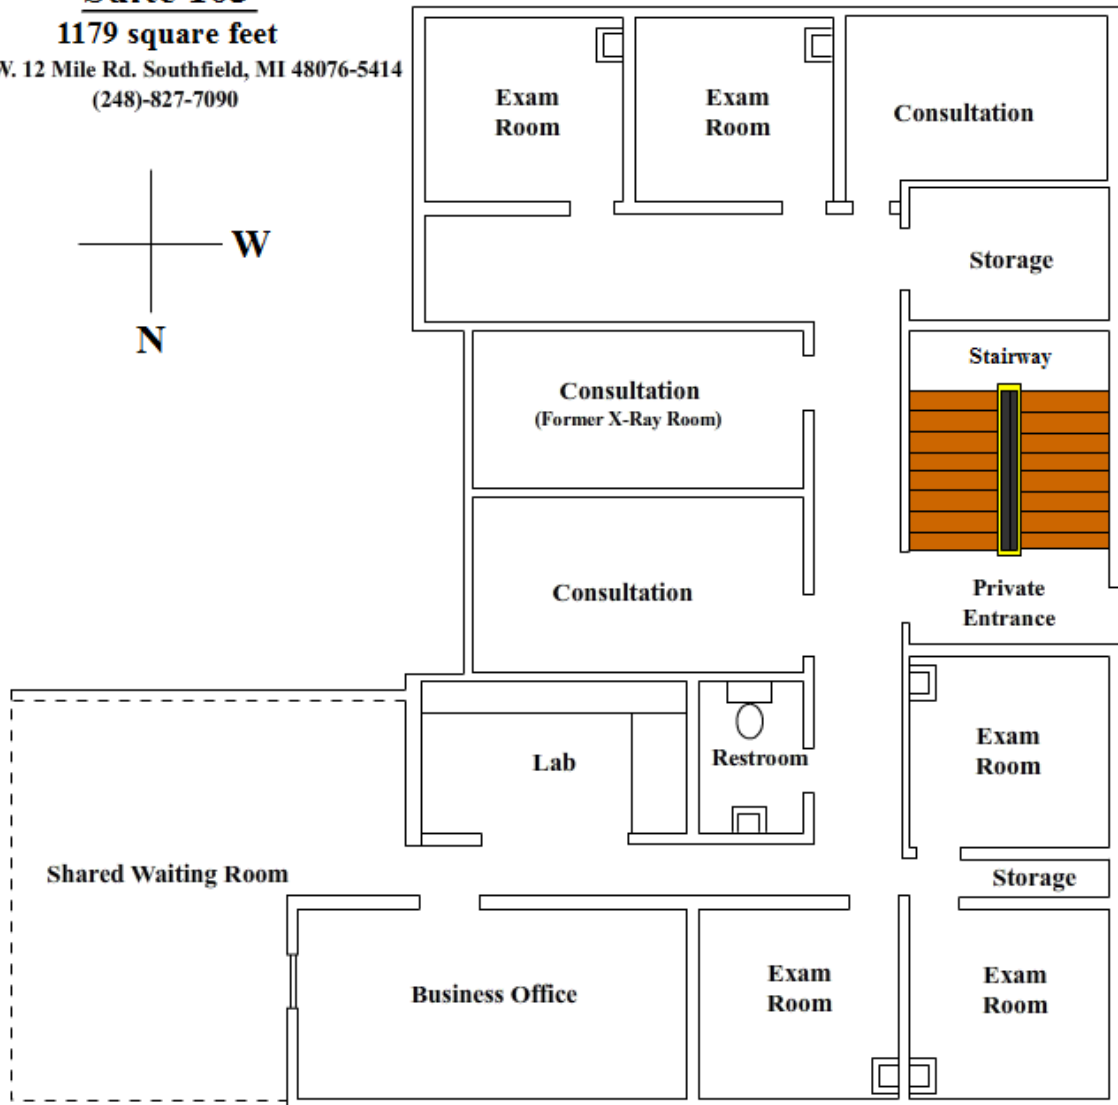 1179 square feet
W. 12 Mile Rd. Southfield, MI 48076-5414
(248)-827-7090
W
N
Exam
Room
Exam
Room
Consultation
Storage
Stairway
Consultation
(Former X-Ray Room)
Consultation
Private
Entrance
Exam
Room
Lab
Restroom
Shared Waiting Room
Storage
Business Office
Exam
Room
Exam
Room